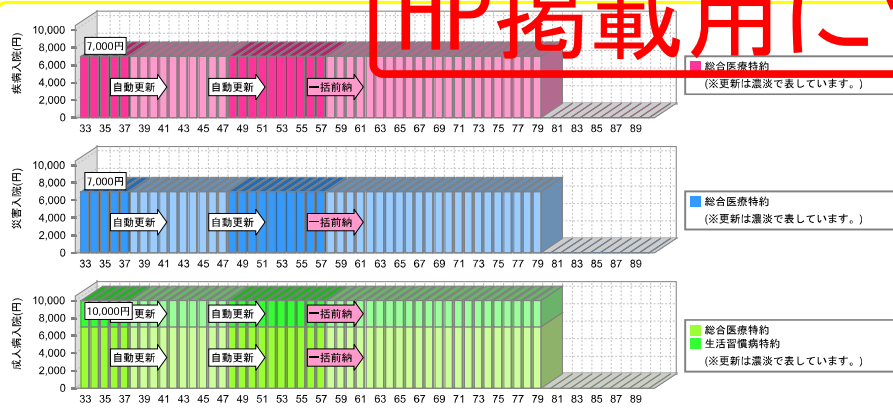 HP掲載用に
疾病入院(円)
10,000
8,000
6,000
4,000
2,000
0
7,000円
自動更新
自動更新
一括前納
33 35 37 39 41 43 45 47 49 51 53 55 57 59 61 63 65 67 69 71 73 75 77 79 81 83 85 87 89
総合医療特約
(※更新は濃淡で表しています。)
災害入院(円)
10,000
8,000
6,000
4,000
2,000
0
7,000円
自動更新
自動更新
一括前納
33 35 37 39 41 43 45 47 49 51 53 55 57 59 61 63 65 67 69 71 73 75 77 79 81 83 85 87 89
総合医療特約
(※更新は濃淡で表しています。)
成人病入院(円)
10,000
8,000
6,000
4,000
2,000
0
10,000円
更新
自動更新
一括前納
自動更新
自動更新
一括前納
33 35 37 39 41 43 45 47 49 51 53 55 57 59 61 63 65 67 69 71 73 75 77 79 81 83 85 87 89
総合医療特約
生活習慣病特約
(※更新は濃淡で表しています。)